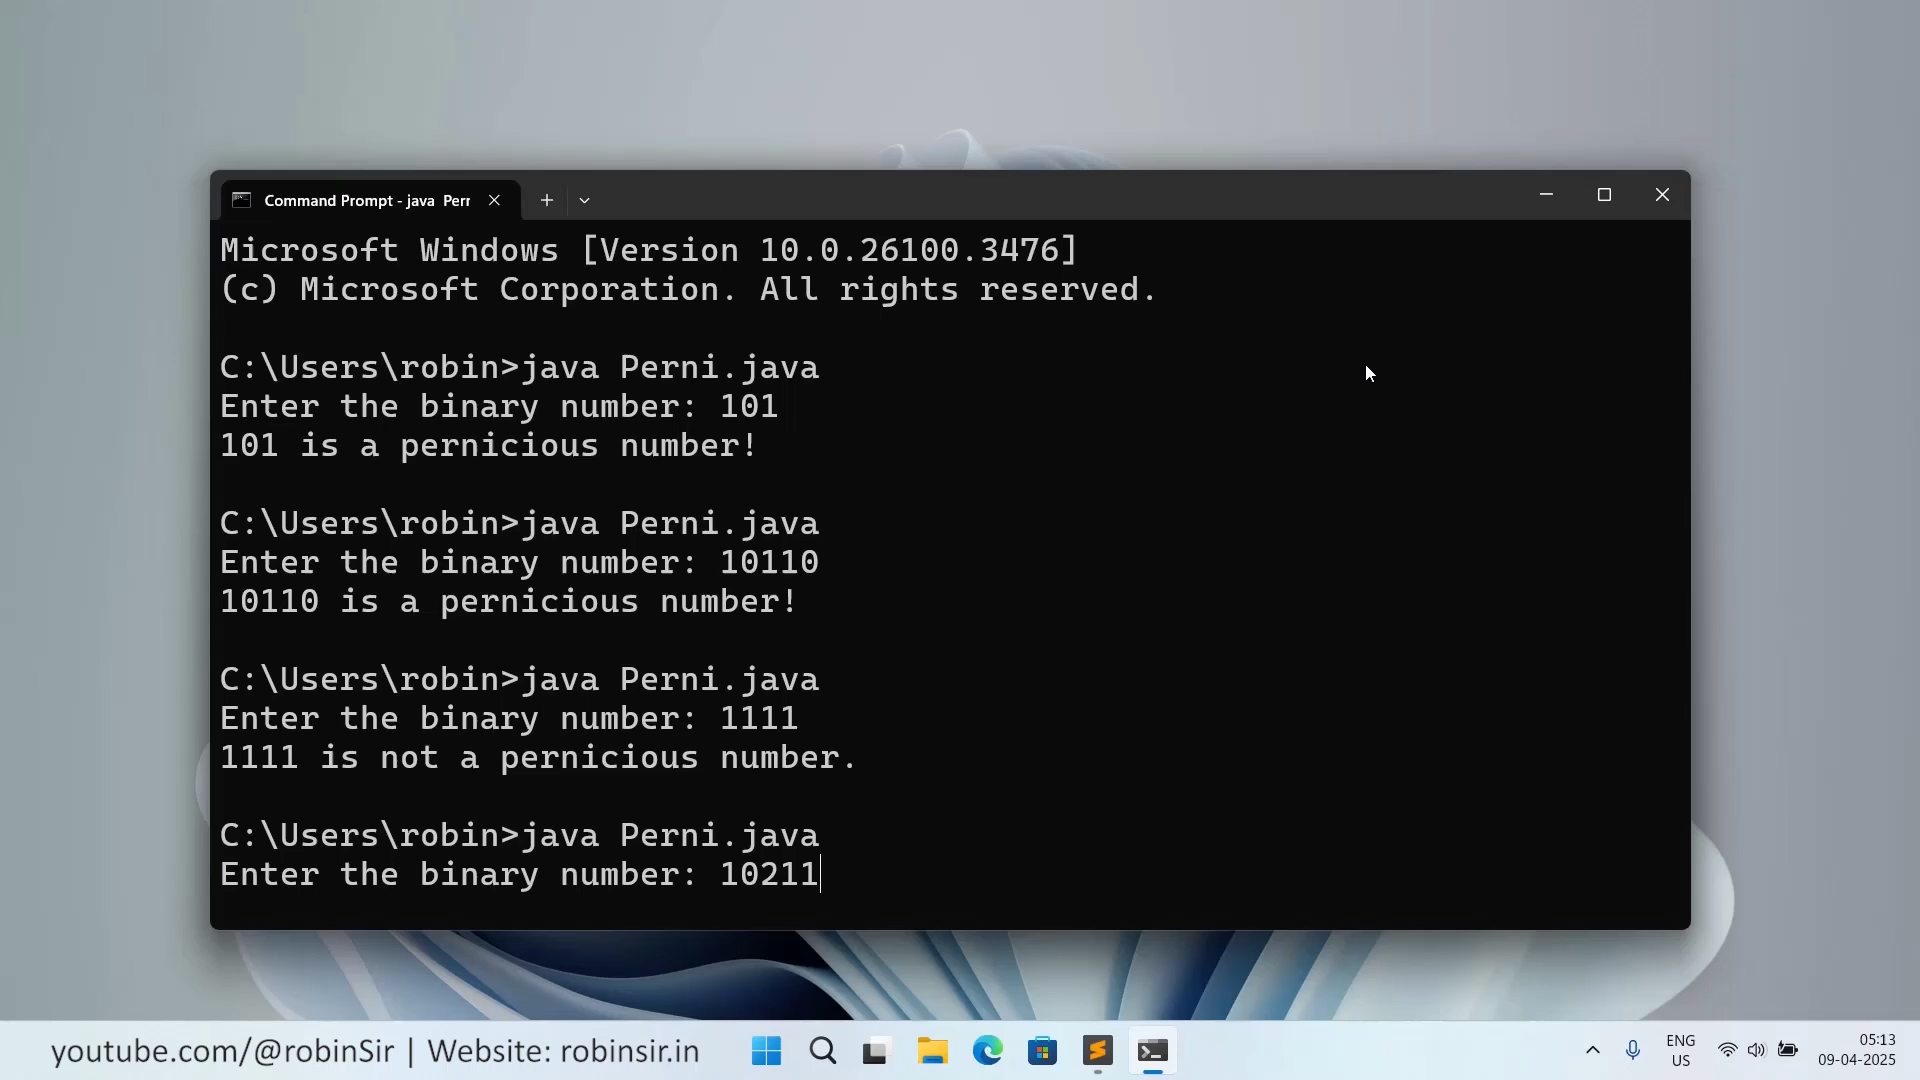 Command Prompt - java  Perr
Microsoft Windows [Version 10.0.26100.3476]
(c) Microsoft Corporation. All rights reserved.
C:\Users\robin>java Perni.java
Enter the binary number: 101
101 is a pernicious number!
C:\Users\robin>java Perni.java
Enter the binary number: 10110
10110 is a pernicious number!
C:\Users\robin>java Perni.java
Enter the binary number: 1111
1111 is not a pernicious number.
C:\Users\robin>java Perni.java
Enter the binary number: 10211
youtube.com/@robinSir | Website: robinsir.in
ENG
US
05:13
09-04-2025